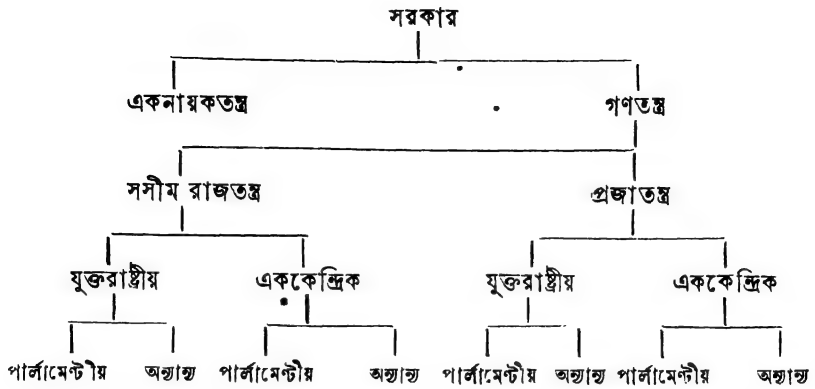 সরকার
একনায়কতন্ত্র গণতন্ত্র
সসীম রাজতন্ত্র প্রজাতন্ত্র
যুক্তরাষ্ট্রীয় এককেন্দ্রিক যুক্তরাষ্ট্রীয় এককেন্দ্রিক
পার্লামেন্টীয় অন্যান্য পার্লামেন্টীয় অন্যান্য পার্লামেন্টীয় অন্যান্য পার্লামেন্টীয় অন্যান্য